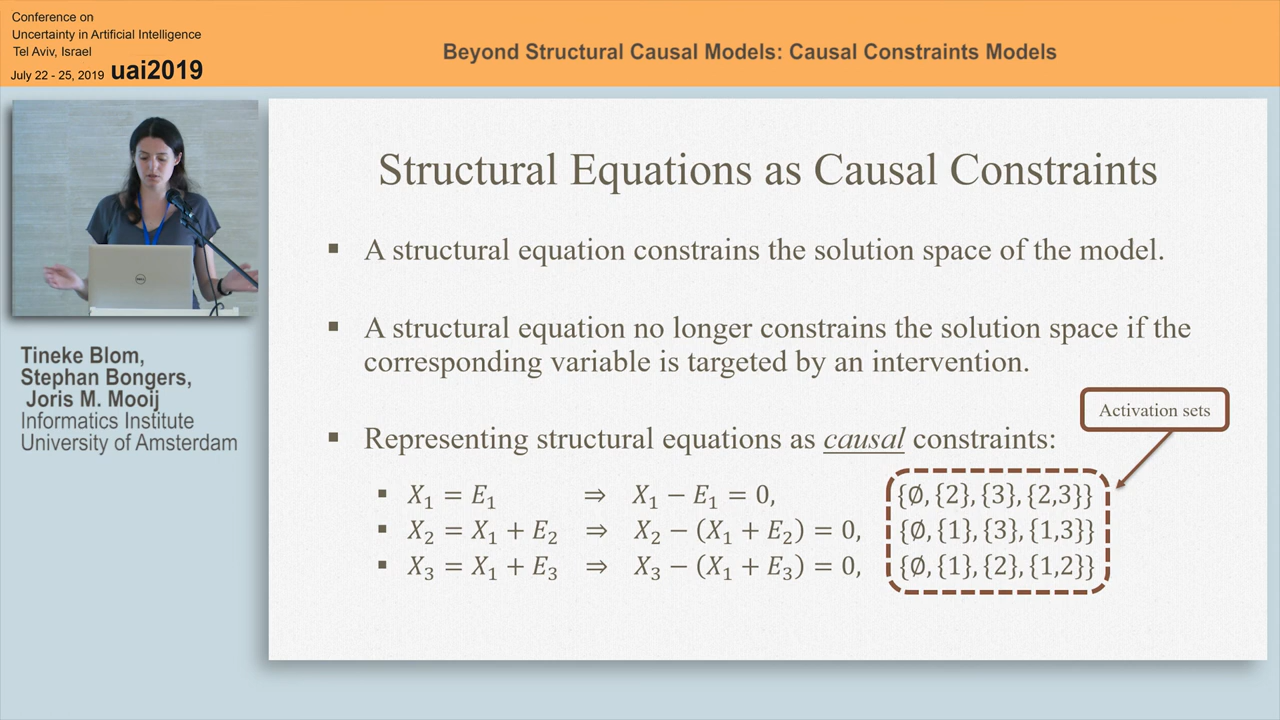 Conference on
Uncertainty in Artificial Intelligence
Tel Aviv, Israel
July 22 - 25, 2019 uai2019
Beyond Structural Causal Models: Causal Constraints Models
Tineke Blom,
Stephan Bongers,
Joris M. Mooij
Informatics Institute
University of Amsterdam
Structural Equations as Causal Constraints
▪ A structural equation constrains the solution space of the model.
▪ A structural equation no longer constrains the solution space if the
corresponding variable is targeted by an intervention.
Activation sets
▪ Representing structural equations as causal constraints:
▪ X₁ = E₁ ⇒ X₁ − E₁ = 0, {∅, {2}, {3}, {2,3}}
▪ X₂ = X₁ + E₂ ⇒ X₂ − (X₁ + E₂) = 0, {∅, {1}, {3}, {1,3}}
▪ X₃ = X₁ + E₃ ⇒ X₃ − (X₁ + E₃) = 0, {∅, {1}, {2}, {1,2}}